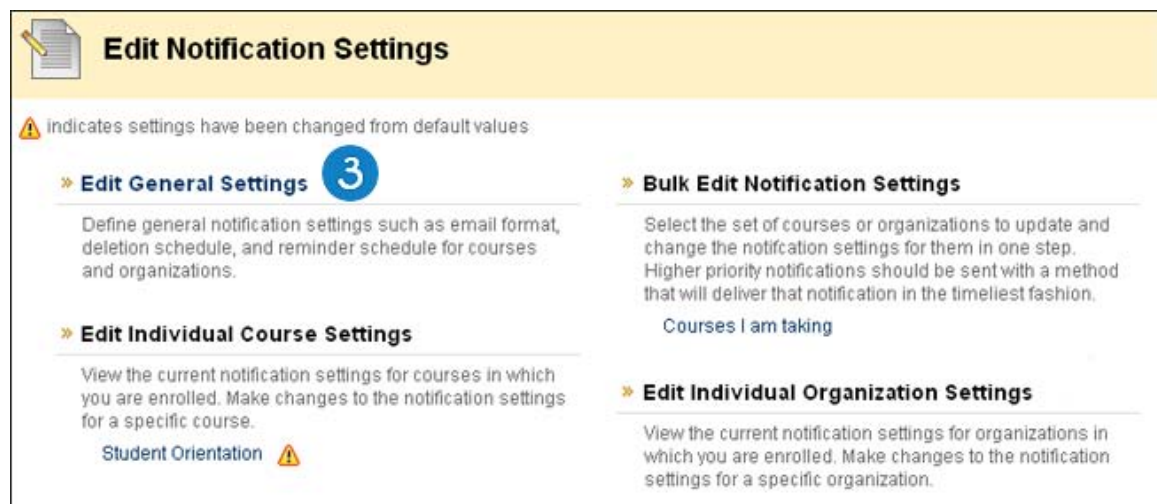 Edit Notification Settings
indicates settings have been changed from default values
» Edit General Settings 3
Define general notification settings such as email format,
deletion schedule, and reminder schedule for courses
and organizations.
» Edit Individual Course Settings
View the current notification settings for courses in which
you are enrolled. Make changes to the notification settings
for a specific course.
Student Orientation
» Bulk Edit Notification Settings
Select the set of courses or organizations to update and
change the notifcation settings for them in one step.
Higher priority notifications should be sent with a method
that will deliver that notification in the timeliest fashion.
Courses I am taking
» Edit Individual Organization Settings
View the current notification settings for organizations in
which you are enrolled. Make changes to the notification
settings for a specific organization.